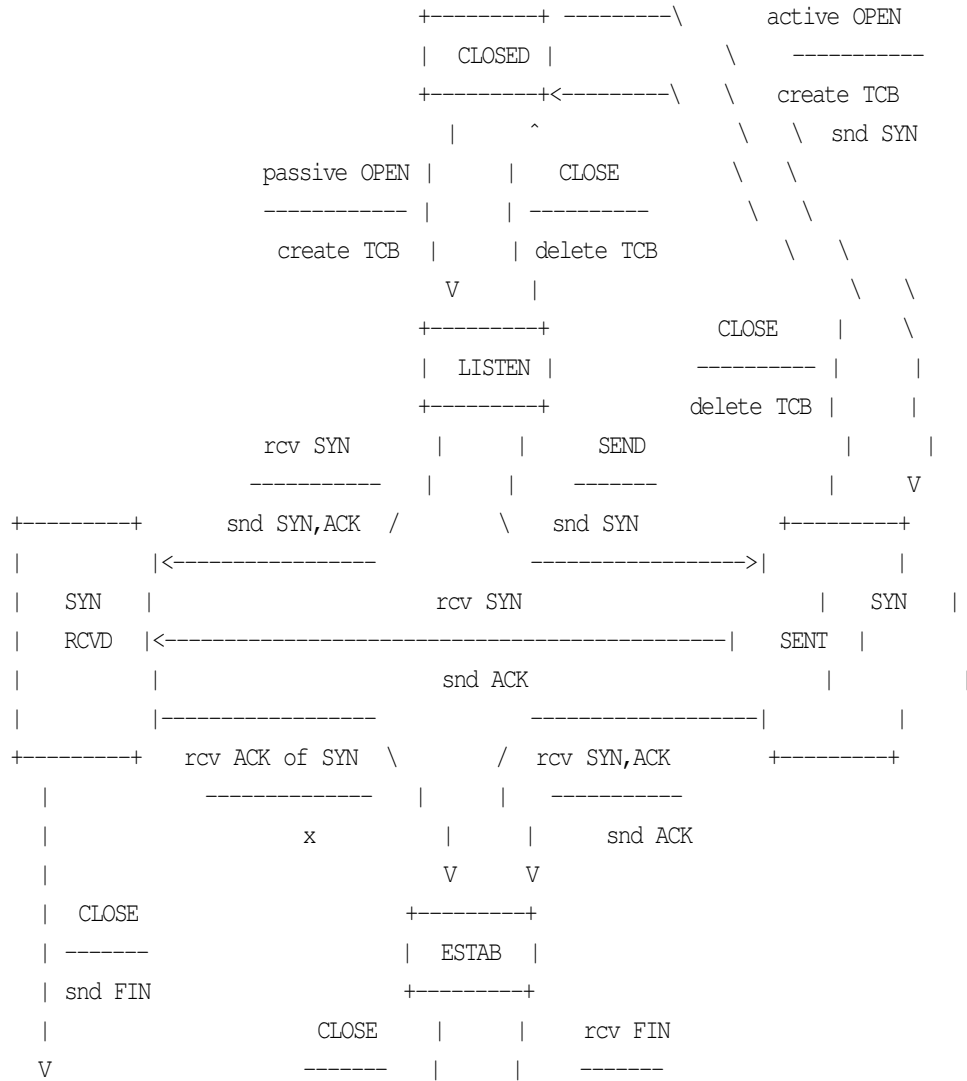 +---------+ ---------\      active OPEN
|  CLOSED |            \    -----------
+---------+<---------\   \   create TCB
|     ^              \   \  snd SYN
passive OPEN |     |   CLOSE        \   \
------------ |     | ----------       \   \
create TCB  |     | delete TCB         \   \
V     |                      \   \
+---------+            CLOSE    |    \
|  LISTEN |          ---------- |     |
+---------+          delete TCB |     |
rcv SYN      |     |     SEND              |     |
-----------   |     |    -------            |     V
+---------+      snd SYN,ACK  /       \   snd SYN          +---------+
|         |<-----------------           ------------------>|         |
|   SYN   |                    rcv SYN                     |   SYN   |
|   RCVD  |<-----------------------------------------------|   SENT  |
|         |                    snd ACK                     |         |
|         |------------------           -------------------|         |
+---------+   rcv ACK of SYN  \       /  rcv SYN,ACK       +---------+
|           --------------   |     |   -----------
|                  x         |     |     snd ACK
|                            V     V
|  CLOSE                   +---------+
| -------                  |  ESTAB  |
| snd FIN                  +---------+
|                   CLOSE    |     |    rcv FIN
V                  -------   |     |    -------